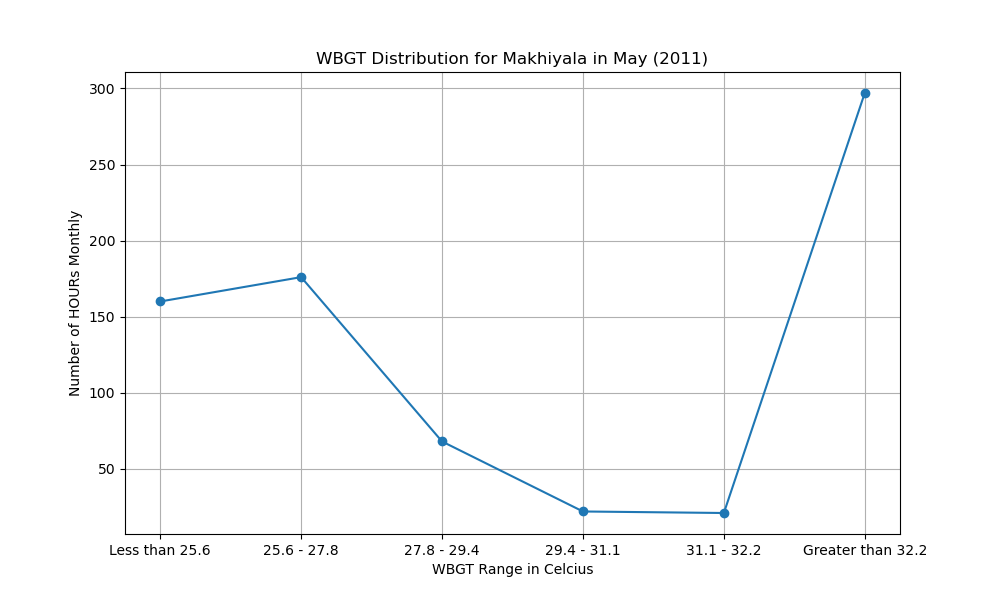 WBGT Distribution for Makhiyala in May (2011)
Number of HOURs Monthly
300
250
200
150
100
50
Less than 25.6
25.6 - 27.8
27.8 - 29.4
29.4 - 31.1
31.1 - 32.2
Greater than 32.2
WBGT Range in Celcius